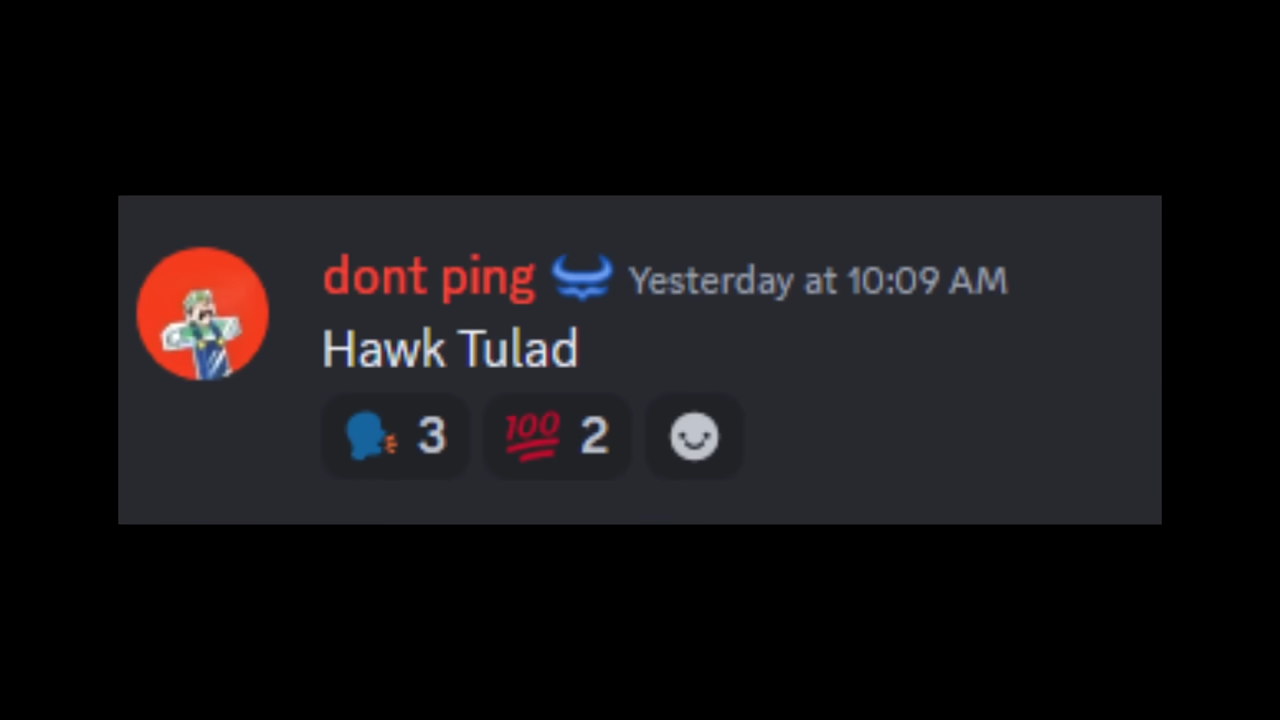 dont ping Yesterday at 10:09 AM
Hawk Tulad
🗣 3 💯 2